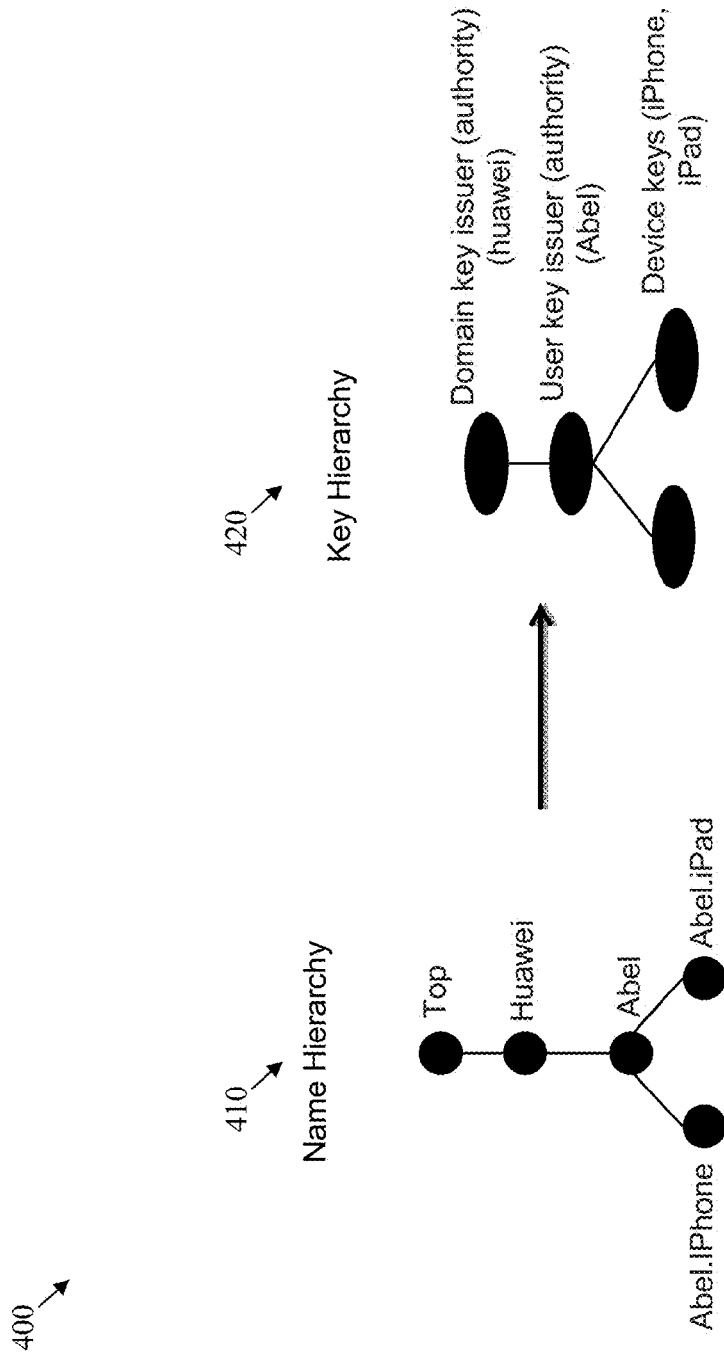 400
410
Name Hierarchy
Top
Huawei
Abel
Abel.IPhone
Abel.iPad
420
Key Hierarchy
Domain key issuer (authority)
(huawei)
User key issuer (authority)
(Abel)
Device keys (iPhone,
iPad)